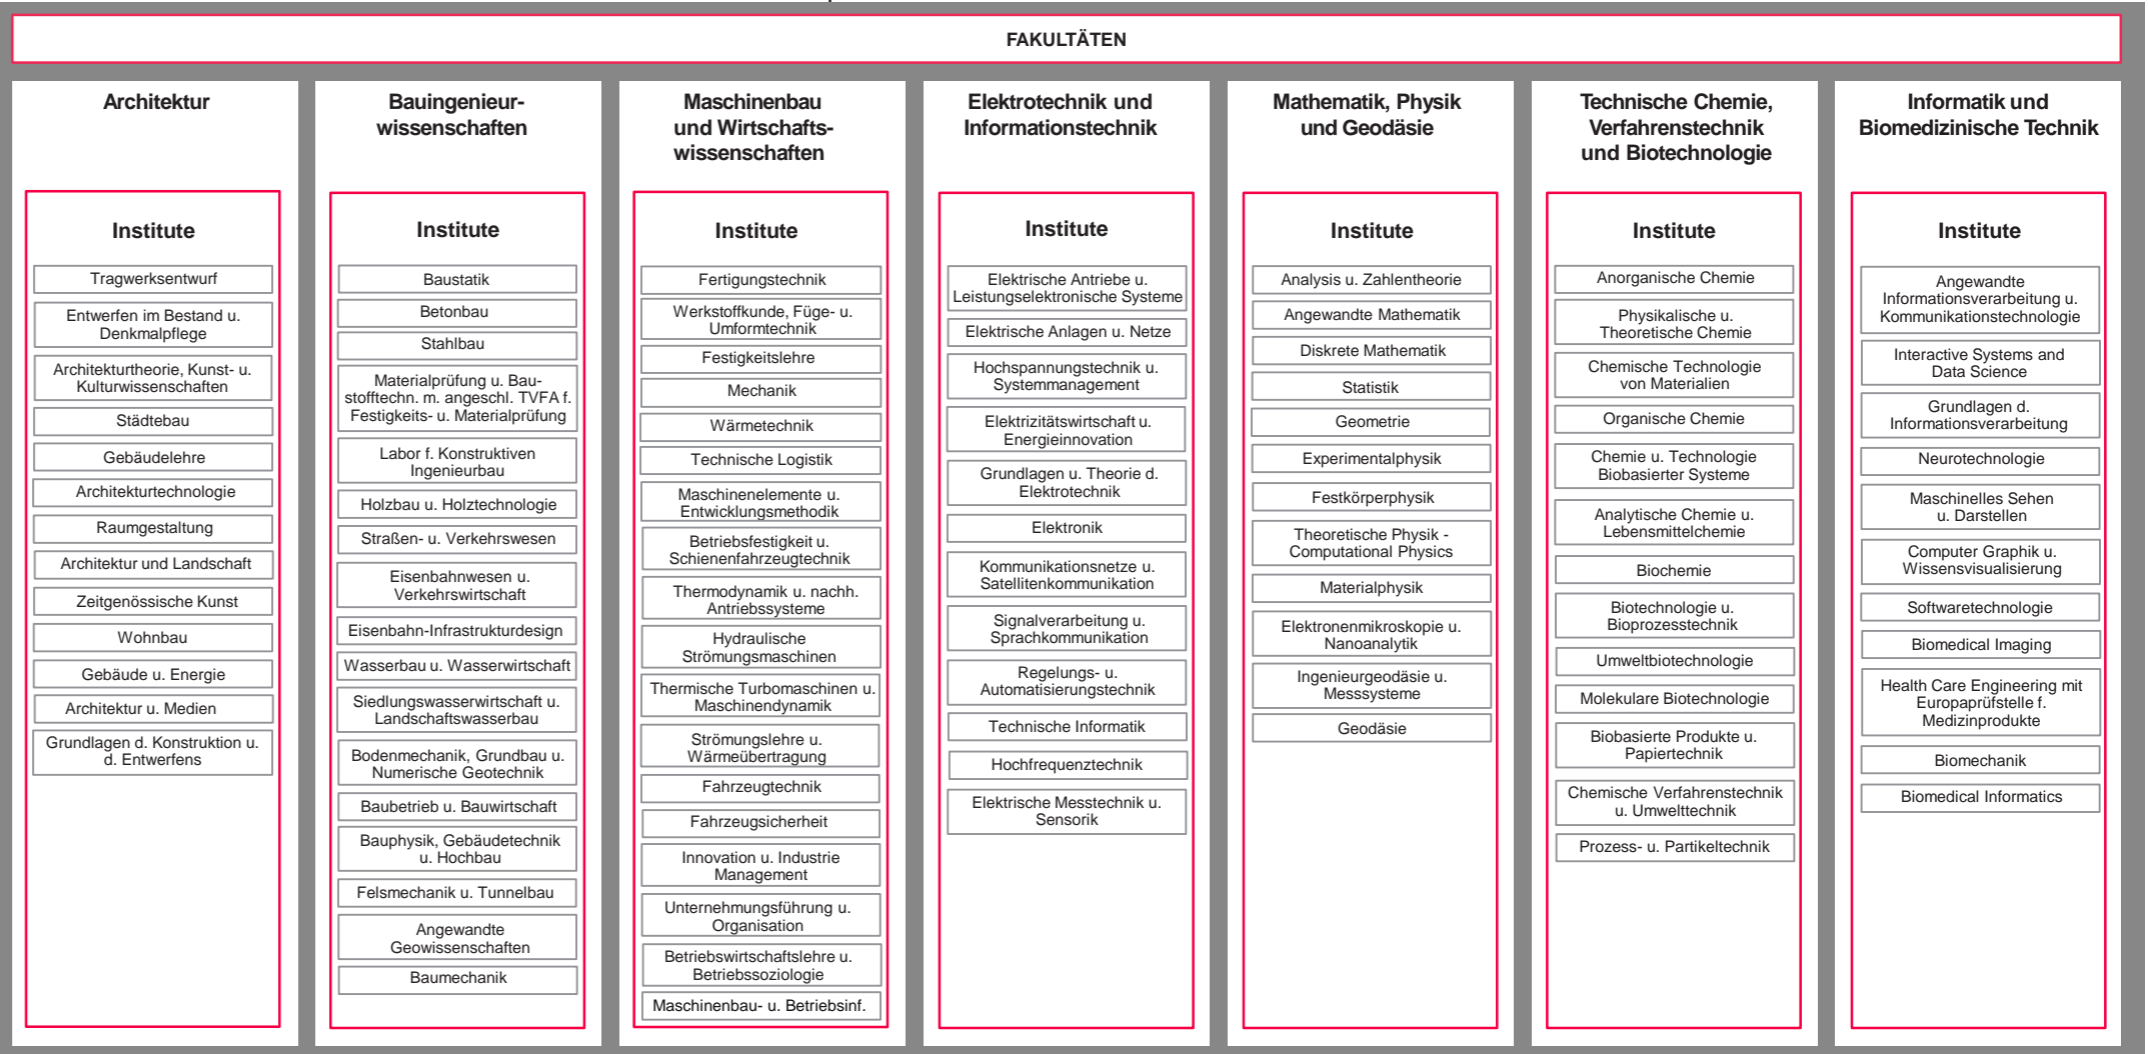 FAKULTÄTEN
Architektur
Institute
Tragwerksentwurf
Entwerfen im Bestand u.
Denkmalpflege
Architekturtheorie, Kunst- u.
Kulturwissenschaften
Städtebau
Gebäudelehre
Architekturtechnologie
Raumgestaltung
Architektur und Landschaft
Zeitgenössische Kunst
Wohnbau
Gebäude u. Energie
Architektur u. Medien
Grundlagen d. Konstruktion u.
d. Entwerfens
Bauingenieur-
wissenschaften
Institute
Baustatik
Betonbau
Stahlbau
Materialprüfung u. Bau-
stofftechn. m. angeschl. TVFA f.
Festigkeits- u. Materialprüfung
Labor f. Konstruktiven
Ingenieurbau
Holzbau u. Holztechnologie
Straßen- u. Verkehrswesen
Eisenbahnwesen u.
Verkehrswirtschaft
Eisenbahn-Infrastrukturdesign
Wasserbau u. Wasserwirtschaft
Siedlungswasserwirtschaft u.
Landschaftswasserbau
Bodenmechanik, Grundbau u.
Numerische Geotechnik
Baubetrieb u. Bauwirtschaft
Bauphysik, Gebäudetechnik
u. Hochbau
Felsmechanik u. Tunnelbau
Angewandte
Geowissenschaften
Baumechanik
Maschinenbau
und Wirtschafts-
wissenschaften
Institute
Fertigungstechnik
Werkstoffkunde, Füge- u.
Umformtechnik
Festigkeitslehre
Mechanik
Wärmetechnik
Technische Logistik
Maschinenelemente u.
Entwicklungsmethodik
Betriebsfestigkeit u.
Schienenfahrzeugtechnik
Thermodynamik u. nachh.
Antriebssysteme
Hydraulische
Strömungsmaschinen
Thermische Turbomaschinen u.
Maschinendynamik
Strömungslehre u.
Wärmeübertragung
Fahrzeugtechnik
Fahrzeugsicherheit
Innovation u. Industrie
Management
Unternehmungsführung u.
Organisation
Betriebswirtschaftslehre u.
Betriebssoziologie
Maschinenbau- u. Betriebsinf.
Elektrotechnik und
Informationstechnik
Institute
Elektrische Antriebe u.
Leistungselektronische Systeme
Elektrische Anlagen u. Netze
Hochspannungstechnik u.
Systemmanagement
Elektrizitätswirtschaft u.
Energieinnovation
Grundlagen u. Theorie d.
Elektrotechnik
Elektronik
Kommunikationsnetze u.
Satellitenkommunikation
Signalverarbeitung u.
Sprachkommunikation
Regelungs- u.
Automatisierungstechnik
Technische Informatik
Hochfrequenztechnik
Elektrische Messtechnik u.
Sensorik
Mathematik, Physik
und Geodäsie
Institute
Analysis u. Zahlentheorie
Angewandte Mathematik
Diskrete Mathematik
Statistik
Geometrie
Experimentalphysik
Festkörperphysik
Theoretische Physik -
Computational Physics
Materialphysik
Elektronenmikroskopie u.
Nanoanalytik
Ingenieurgeodäsie u.
Messsysteme
Geodäsie
Technische Chemie,
Verfahrenstechnik
und Biotechnologie
Institute
Anorganische Chemie
Physikalische u.
Theoretische Chemie
Chemische Technologie
von Materialien
Organische Chemie
Chemie u. Technologie
Biobasierter Systeme
Analytische Chemie u.
Lebensmittelchemie
Biochemie
Biotechnologie u.
Bioprozesstechnik
Umweltbiotechnologie
Molekulare Biotechnologie
Biobasierte Produkte u.
Papiertechnik
Chemische Verfahrenstechnik
u. Umwelttechnik
Prozess- u. Partikeltechnik
Informatik und
Biomedizinische Technik
Institute
Angewandte
Informationsverarbeitung u.
Kommunikationstechnologie
Interactive Systems and
Data Science
Grundlagen d.
Informationsverarbeitung
Neurotechnologie
Maschinelles Sehen
u. Darstellen
Computer Graphik u.
Wissensvisualisierung
Softwaretechnologie
Biomedical Imaging
Health Care Engineering mit
Europaprüfstelle f.
Medizinprodukte
Biomechanik
Biomedical Informatics